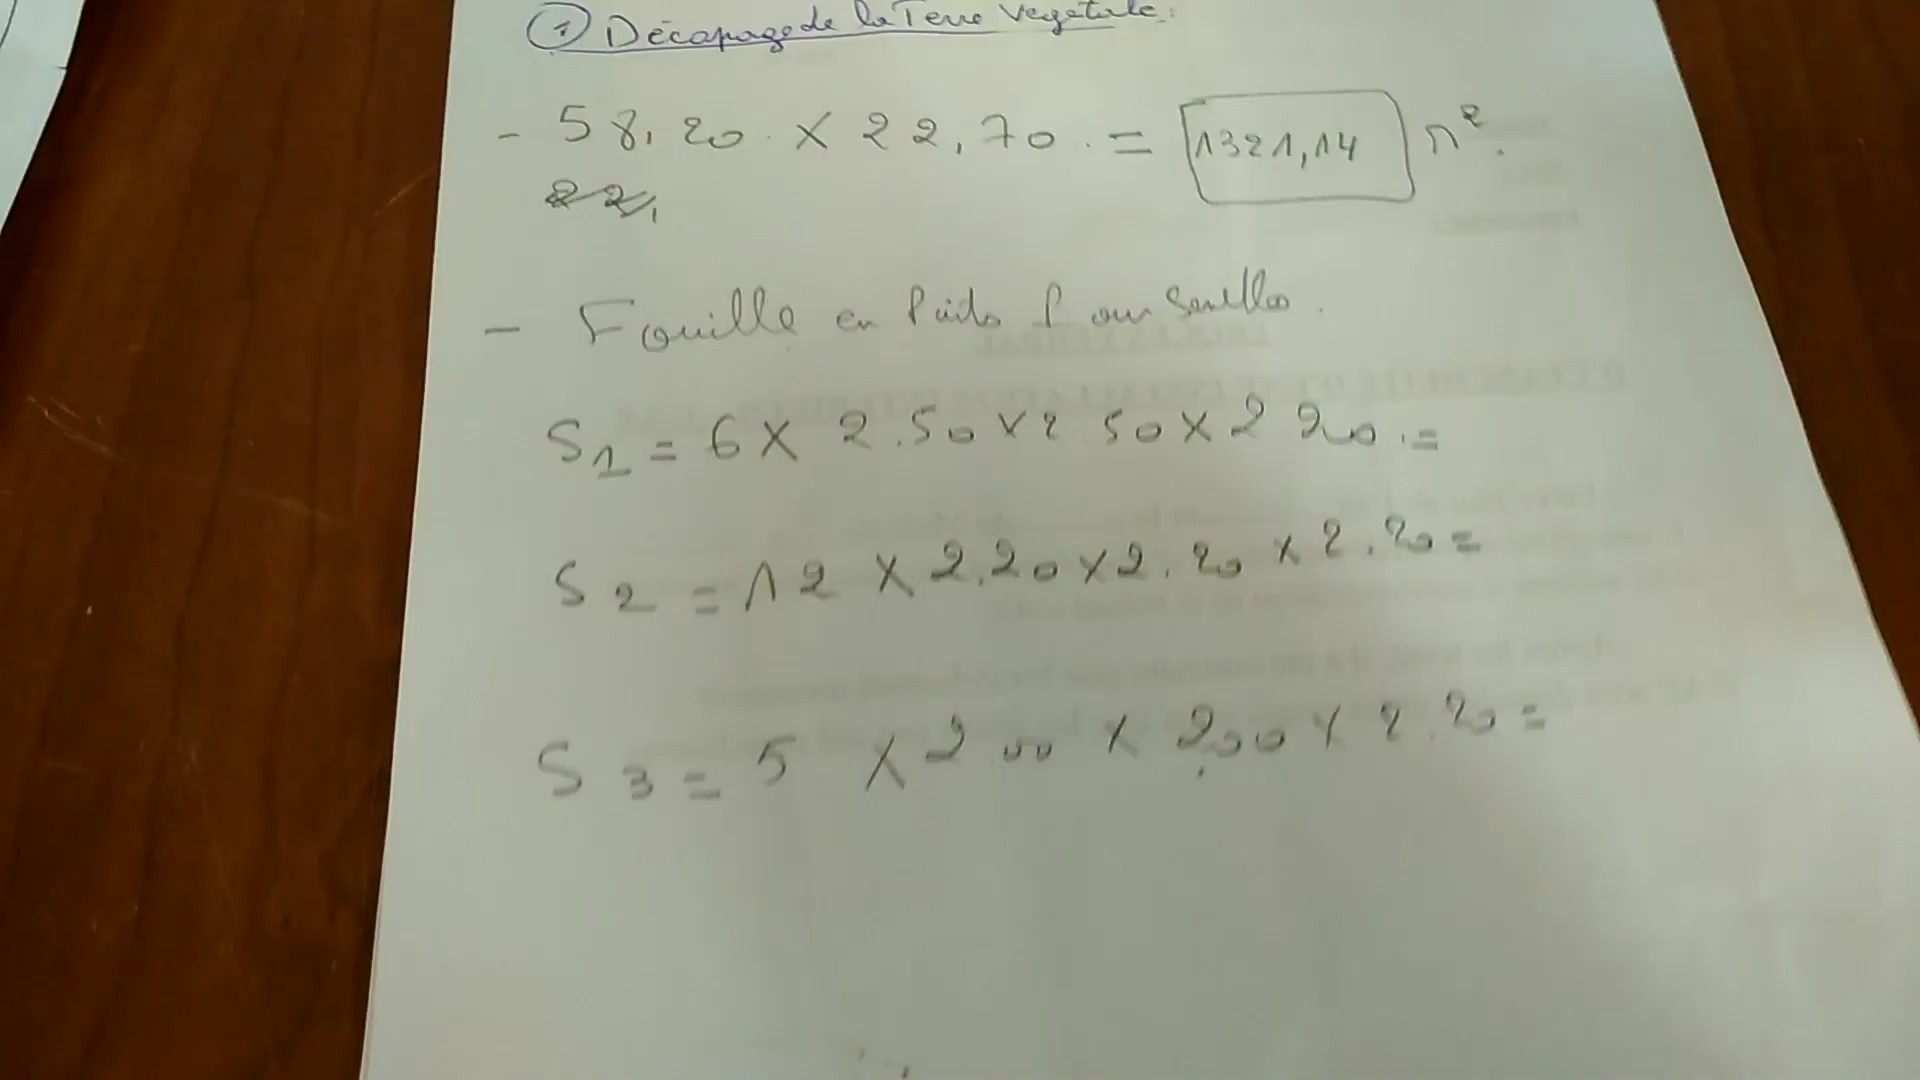 ① Décapage de la Terre Vegetale.
- 58,20 x 22,70 = 1321,14 m²
22,
- Fouille en Puits Pour Semelles.
S1 = 6 x 2.50 x 2 50 x 2 20 =
S2 = 12 x 2.20 x 2.20 x 2.20 =
S3 = 5 x 2 00 x 2,00 x 2.20 =